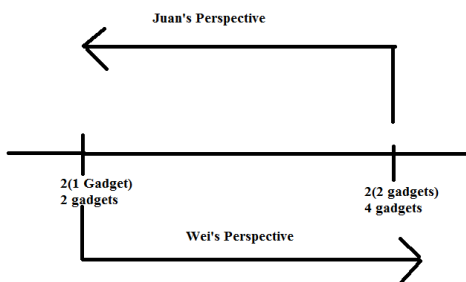 Juan's Perspective
2(1 Gadget)
2 gadgets
2(2 gadgets)
4 gadgets
Wei's Perspective